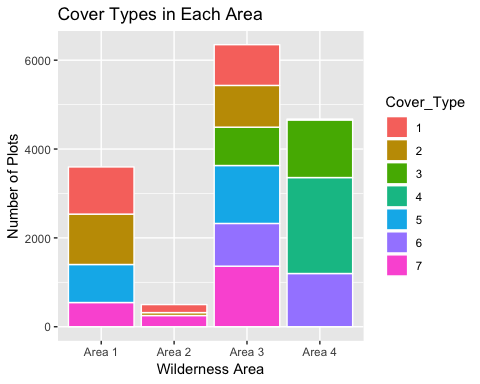 Cover Types in Each Area
Number of Plots
6000
4000
2000
0
Area 1 Area 2 Area 3 Area 4
Wilderness Area
Cover_Type
1
2
3
4
5
6
7